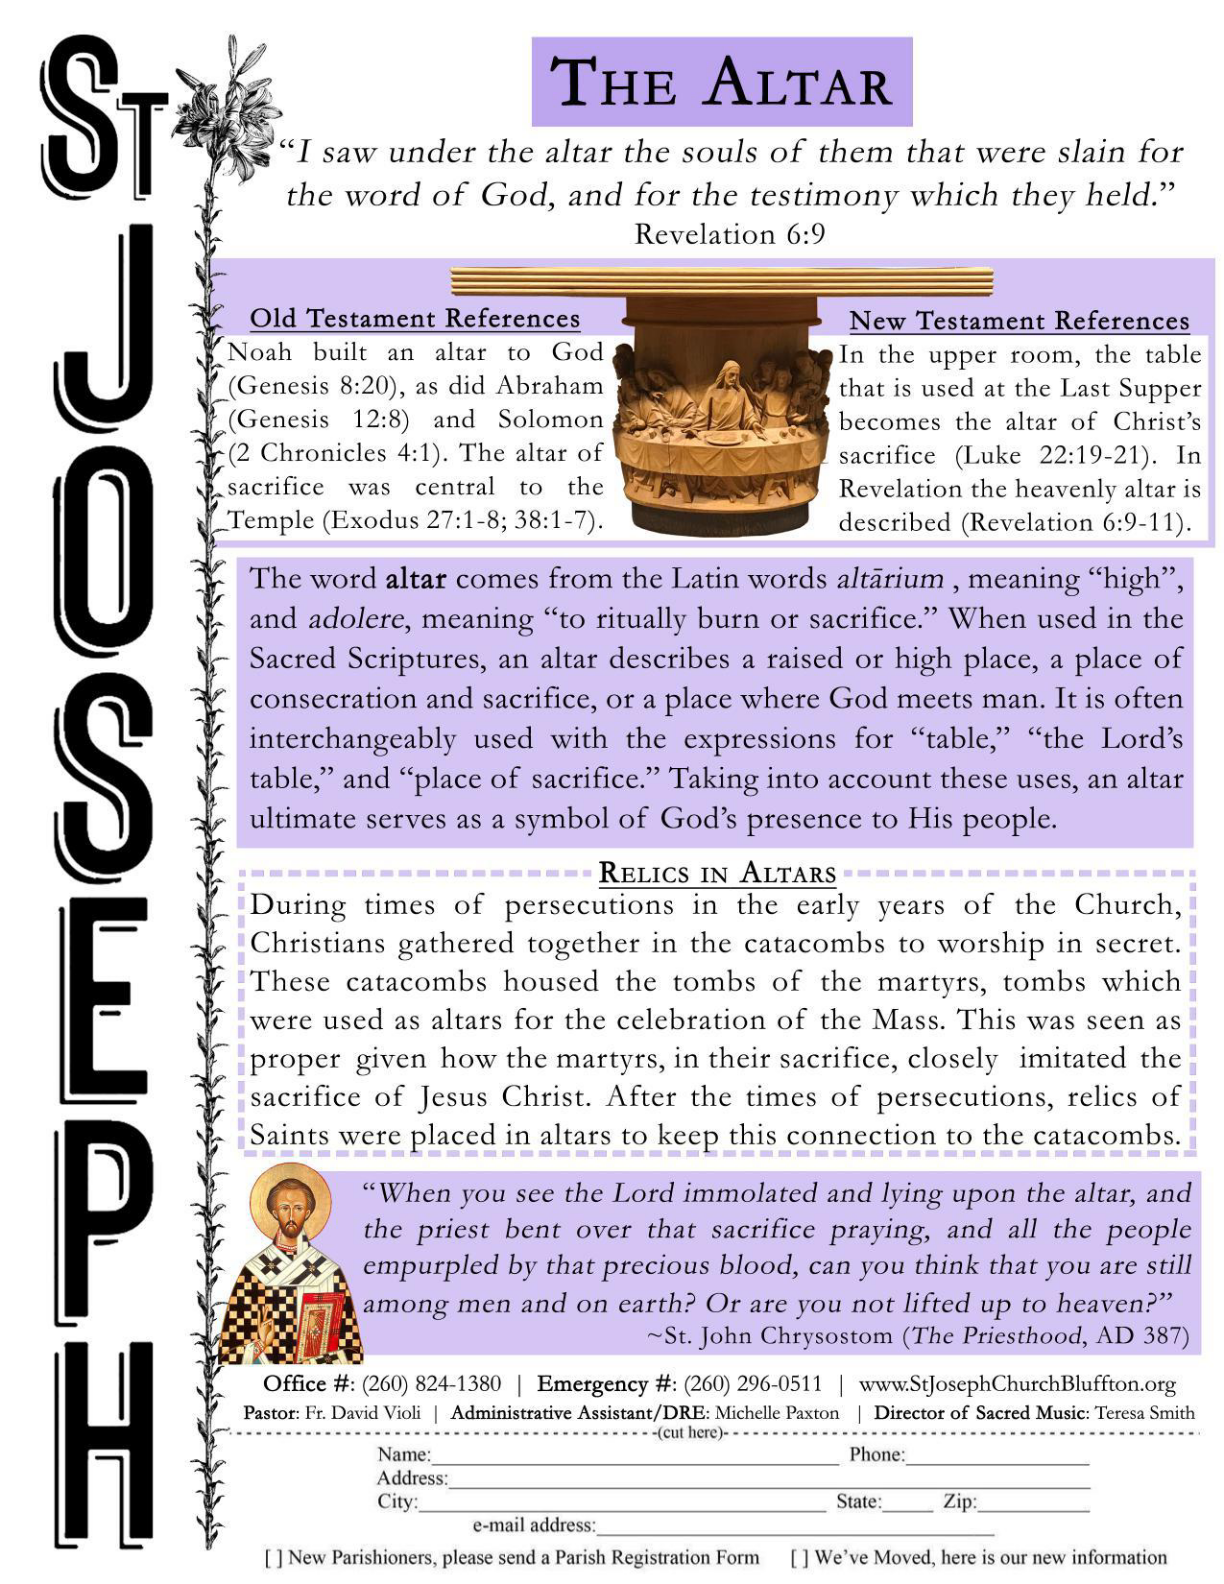 ST JOSEPH
THE ALTAR
“I saw under the altar the souls of them that were slain for
the word of God, and for the testimony which they held.”
Revelation 6:9
Old Testament References
Noah built an altar to God
(Genesis 8:20), as did Abraham
(Genesis 12:8) and Solomon
(2 Chronicles 4:1). The altar of
sacrifice was central to the
Temple (Exodus 27:1-8; 38:1-7).
New Testament References
In the upper room, the table
that is used at the Last Supper
becomes the altar of Christ’s
sacrifice (Luke 22:19-21). In
Revelation the heavenly altar is
described (Revelation 6:9-11).
The word altar comes from the Latin words altārium , meaning “high”,
and adolere, meaning “to ritually burn or sacrifice.” When used in the
Sacred Scriptures, an altar describes a raised or high place, a place of
consecration and sacrifice, or a place where God meets man. It is often
interchangeably used with the expressions for “table,” “the Lord’s
table,” and “place of sacrifice.” Taking into account these uses, an altar
ultimate serves as a symbol of God’s presence to His people.
RELICS IN ALTARS
During times of persecutions in the early years of the Church,
Christians gathered together in the catacombs to worship in secret.
These catacombs housed the tombs of the martyrs, tombs which
were used as altars for the celebration of the Mass. This was seen as
proper given how the martyrs, in their sacrifice, closely imitated the
sacrifice of Jesus Christ. After the times of persecutions, relics of
Saints were placed in altars to keep this connection to the catacombs.
“When you see the Lord immolated and lying upon the altar, and
the priest bent over that sacrifice praying, and all the people
empurpled by that precious blood, can you think that you are still
among men and on earth? Or are you not lifted up to heaven?”
~St. John Chrysostom (The Priesthood, AD 387)
Office #: (260) 824-1380 | Emergency #: (260) 296-0511 | www.StJosephChurchBluffton.org
Pastor: Fr. David Violi | Administrative Assistant/DRE: Michelle Paxton | Director of Sacred Music: Teresa Smith
(cut here)
Name: Phone:
Address:
City: State: Zip:
e-mail address:
[ ] New Parishioners, please send a Parish Registration Form [ ] We’ve Moved, here is our new information